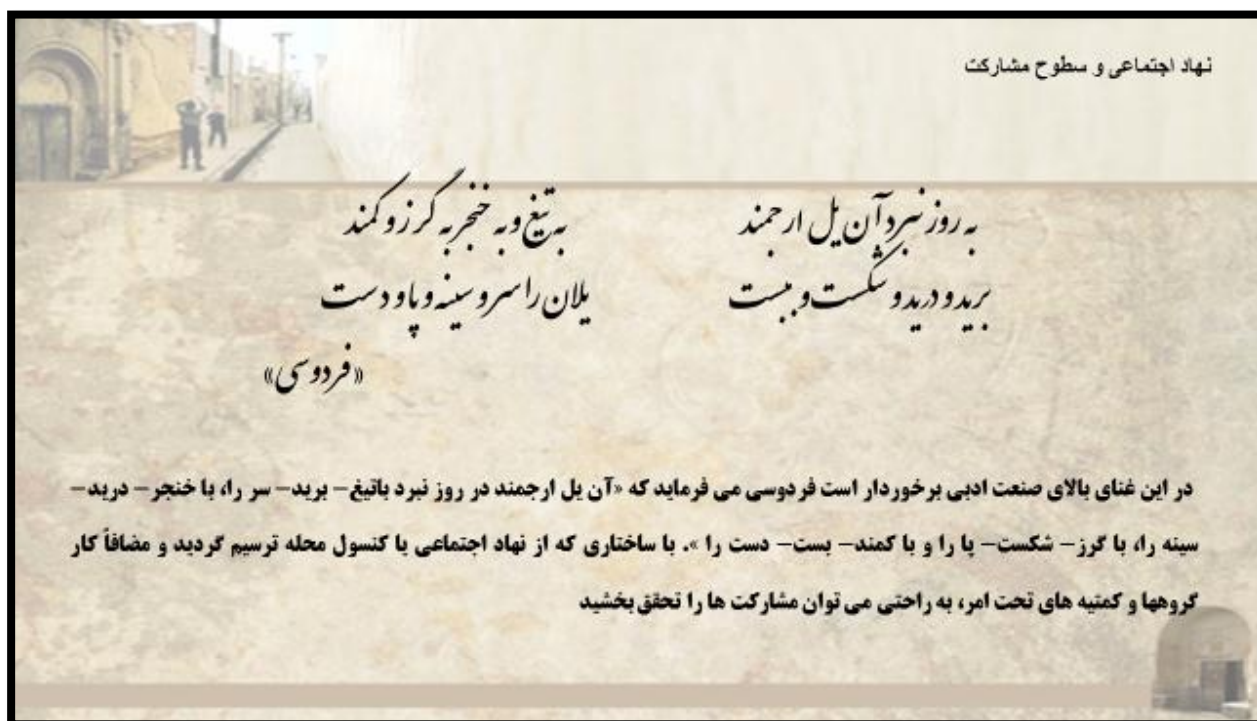 نهاد اجتماعی و سطوح مشارکت
به روز نبرد آن یل ارجمند به تیغ و به خنجر به گرز و کمند
برید و درید و شکست و ببست یلان را سر و سینه و پا و دست
«فردوسی»
در این غنای بالای صنعت ادبی برخوردار است فردوسی می فرماید که «آن یل ارجمند در روز نبرد باتیغ– برید– سر را، با خنجر– درید–
سینه را، با گرز– شکست– پا را و با کمند– بست– دست را ». با ساختاری که از نهاد اجتماعی یا کنسول محله ترسیم گردید و مضافاً کار
گروهها و کمتیه های تحت امر، به راحتی می توان مشارکت ها را تحقق بخشید